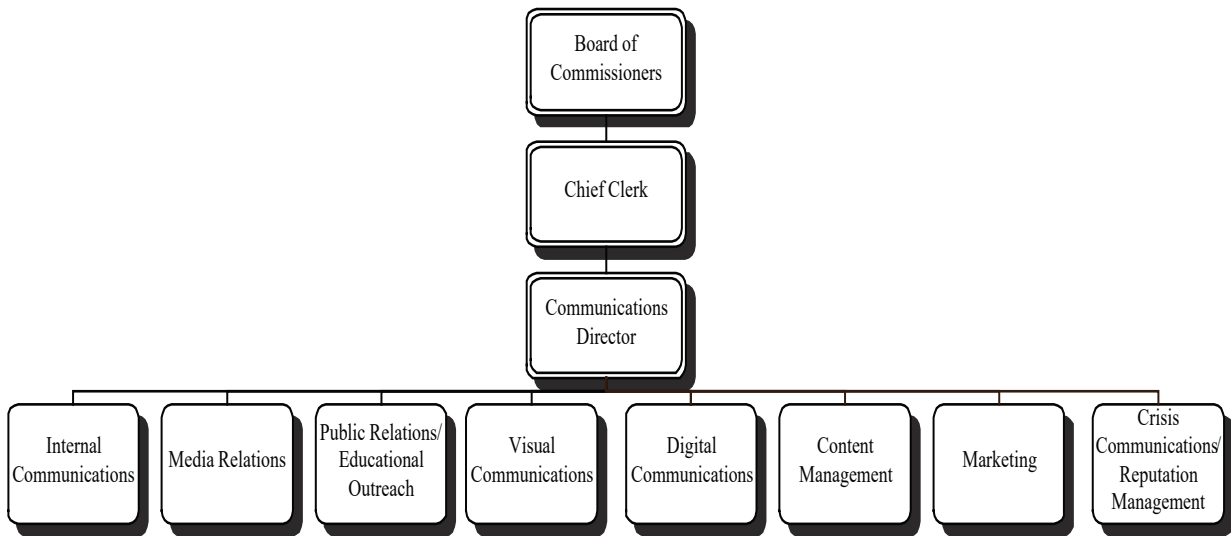 Board of
Commissioners
Chief Clerk
Communications
Director
Internal
Communications
Media Relations
Public Relations/
Educational
Outreach
Visual
Communications
Digital
Communications
Content
Management
Marketing
Crisis
Communications/
Reputation
Management